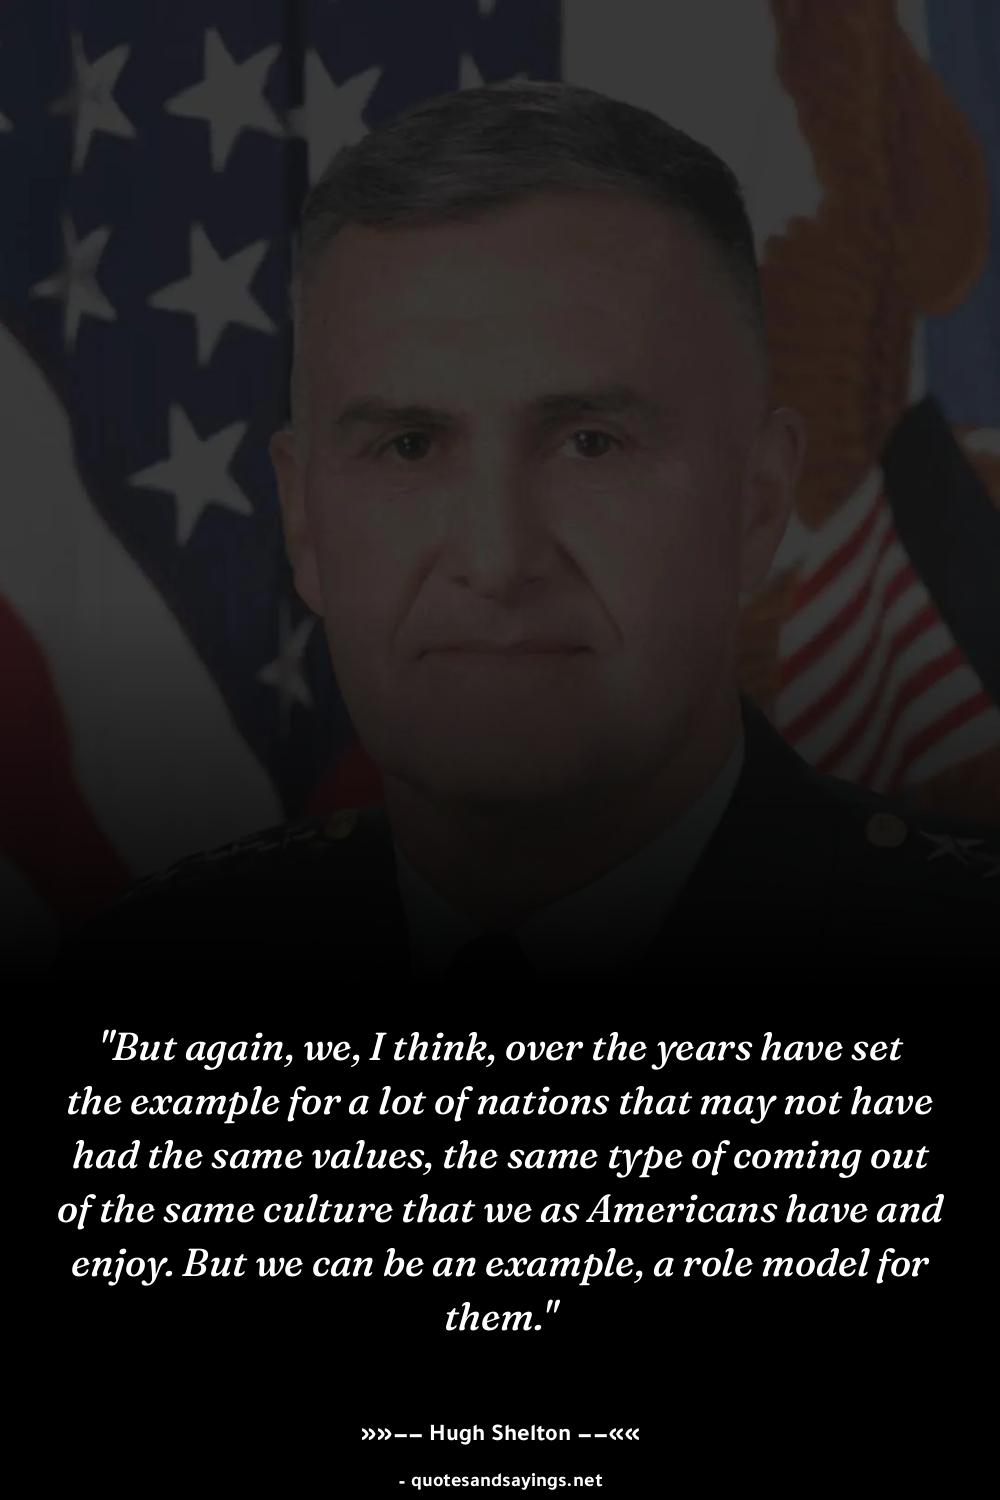 "But again, we, I think, over the years have set
the example for a lot of nations that may not have
had the same values, the same type of coming out
of the same culture that we as Americans have and
enjoy. But we can be an example, a role model for
them."
»»–– Hugh Shelton ––««
- quotesandsayings.net